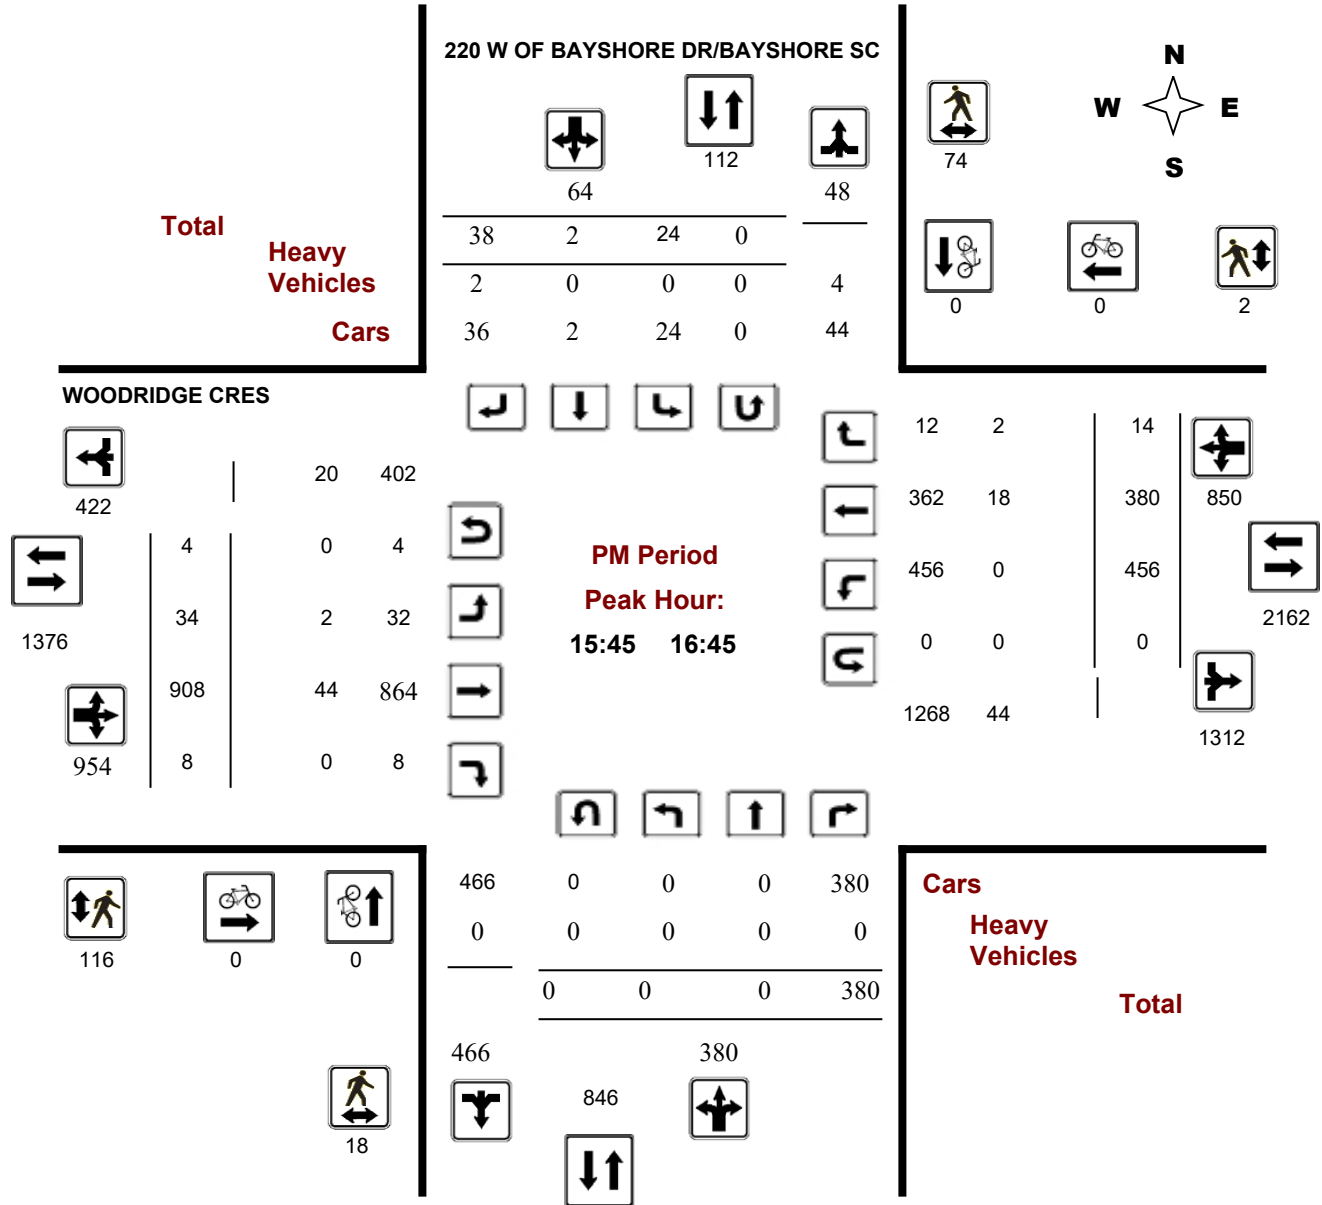 220 W OF BAYSHORE DR/BAYSHORE SC
N
W E
S
112
74
64 48
Total
38 2 24 0
Heavy
Vehicles
2 0 0 0 4
0 0 2
Cars
36 2 24 0 44
WOODRIDGE CRES
12 2 14
20 402
422
362 18 380 850
4 0 4
PM Period
456 0 456
Peak Hour:
34 2 32
2162
1376
15:45 16:45
0 0 0
908 44 864
1268 44
1312
954 8 0 8
466 0 0 0 380
Cars
0 0 0 0 0
Heavy
Vehicles
116 0 0
0 0 0 380
Total
466 380
846
18